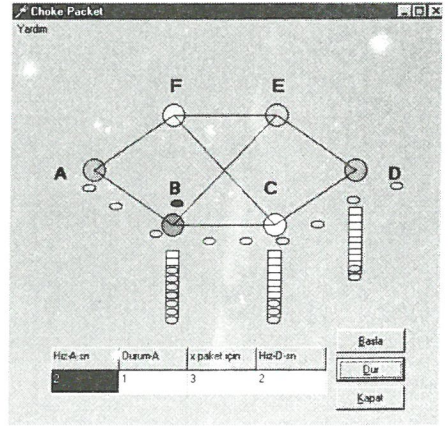 Choke Packet
Yardım
F E
A D
B C
Hız-A-sn Durum-A x paket için Hız-D-sn
2 1 3 2
Başla
Dur
Kapat